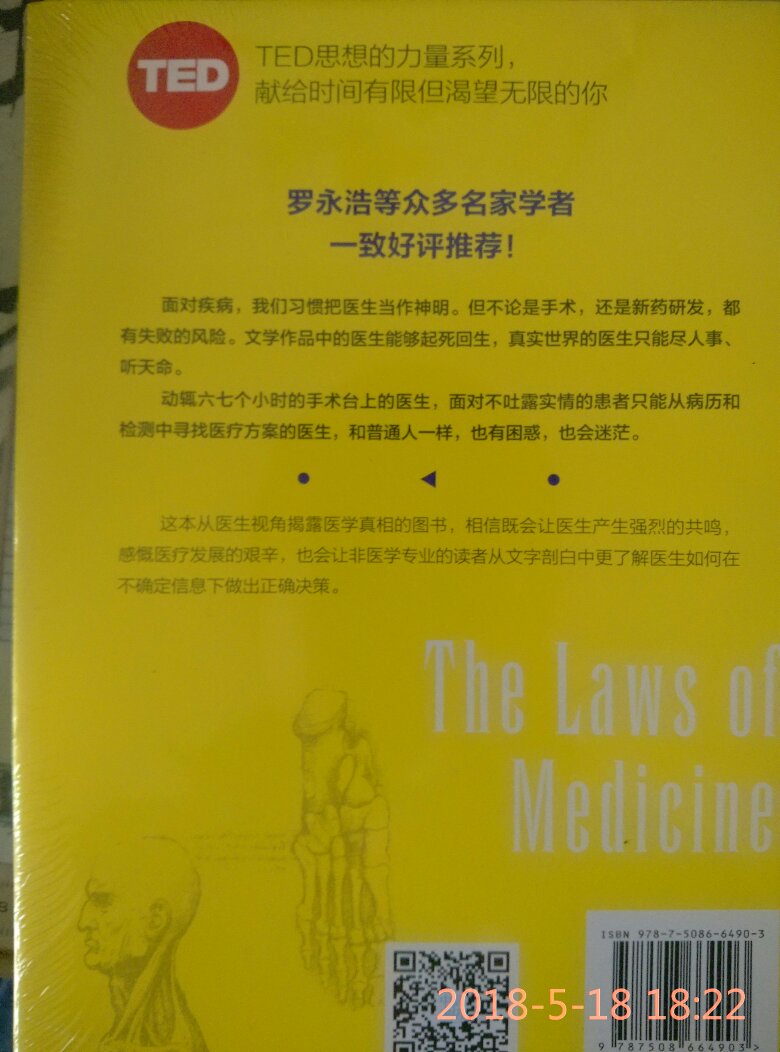 TED
TED思想的力量系列，
献给时间有限但渴望无限的你
罗永浩等众多名家学者
一致好评推荐！
面对疾病，我们习惯把医生当作神明。但不论是手术，还是新药研发，都
有失败的风险。文学作品中的医生能够起死回生，真实世界的医生只能尽人事、
听天命。
动辄六七个小时的手术台上的医生，面对不吐露实情的患者只能从病历和
检测中寻找医疗方案的医生，和普通人一样，也有困惑，也会迷茫。
这本从医生视角揭露医学真相的图书，相信既会让医生产生强烈的共鸣，
感慨医疗发展的艰辛，也会让非医学专业的读者从文字剖白中更了解医生如何在
不确定信息下做出正确决策。
The Laws of
Medicine
ISBN 978-7-5086-6490-3
9 787508 664903 >
2018-5-18 18:22